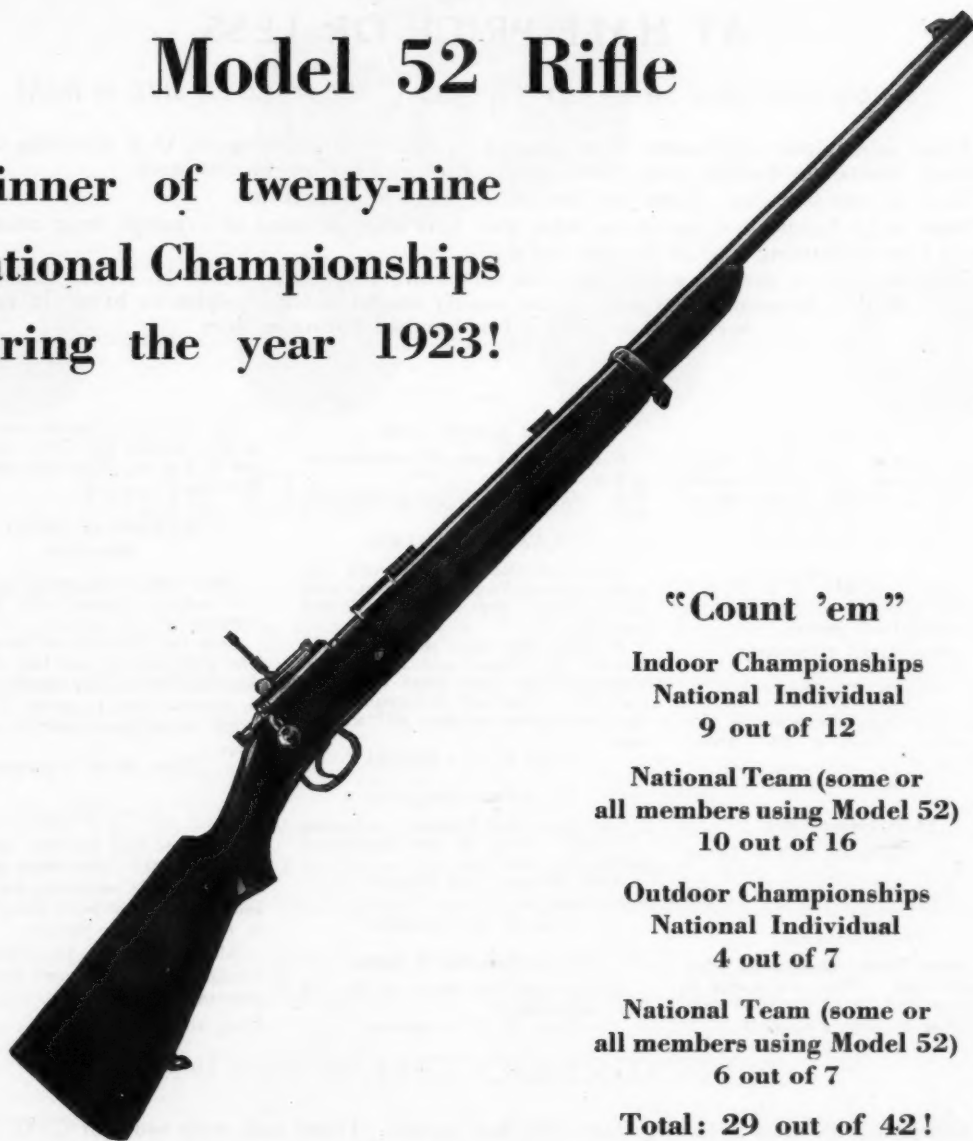 Model 52 Rifle
inner of twenty-nine
ational Championships
ring the year 1923!
"Count 'em"
Indoor Championships
National Individual
9 out of 12
National Team (some or
all members using Model 52)
10 out of 16
Outdoor Championships
National Individual
4 out of 7
National Team (some or
all members using Model 52)
6 out of 7
Total: 29 out of 42!